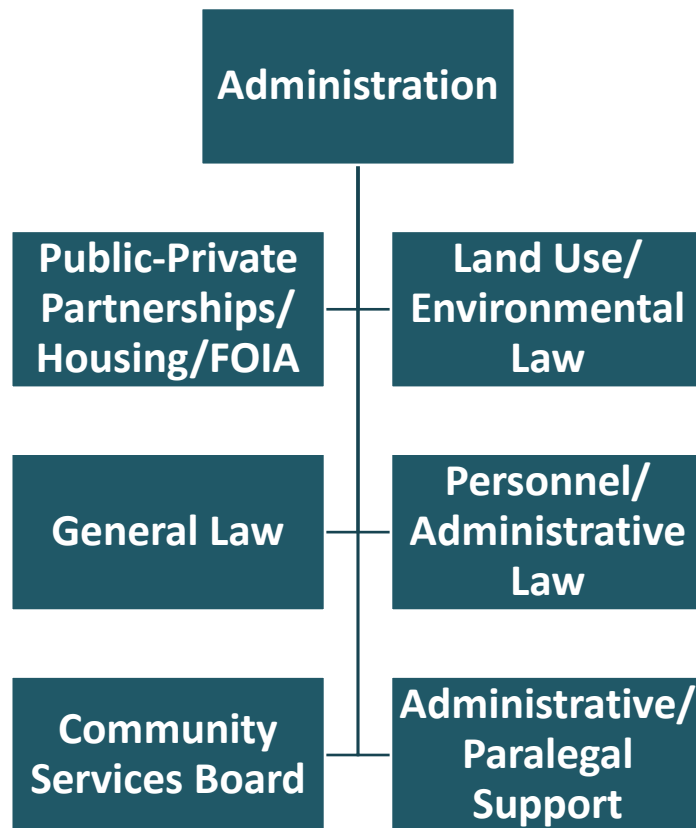 Administration
Public-Private
Partnerships/
Housing/FOIA
Land Use/
Environmental
Law
General Law
Personnel/
Administrative
Law
Community
Services Board
Administrative/
Paralegal
Support